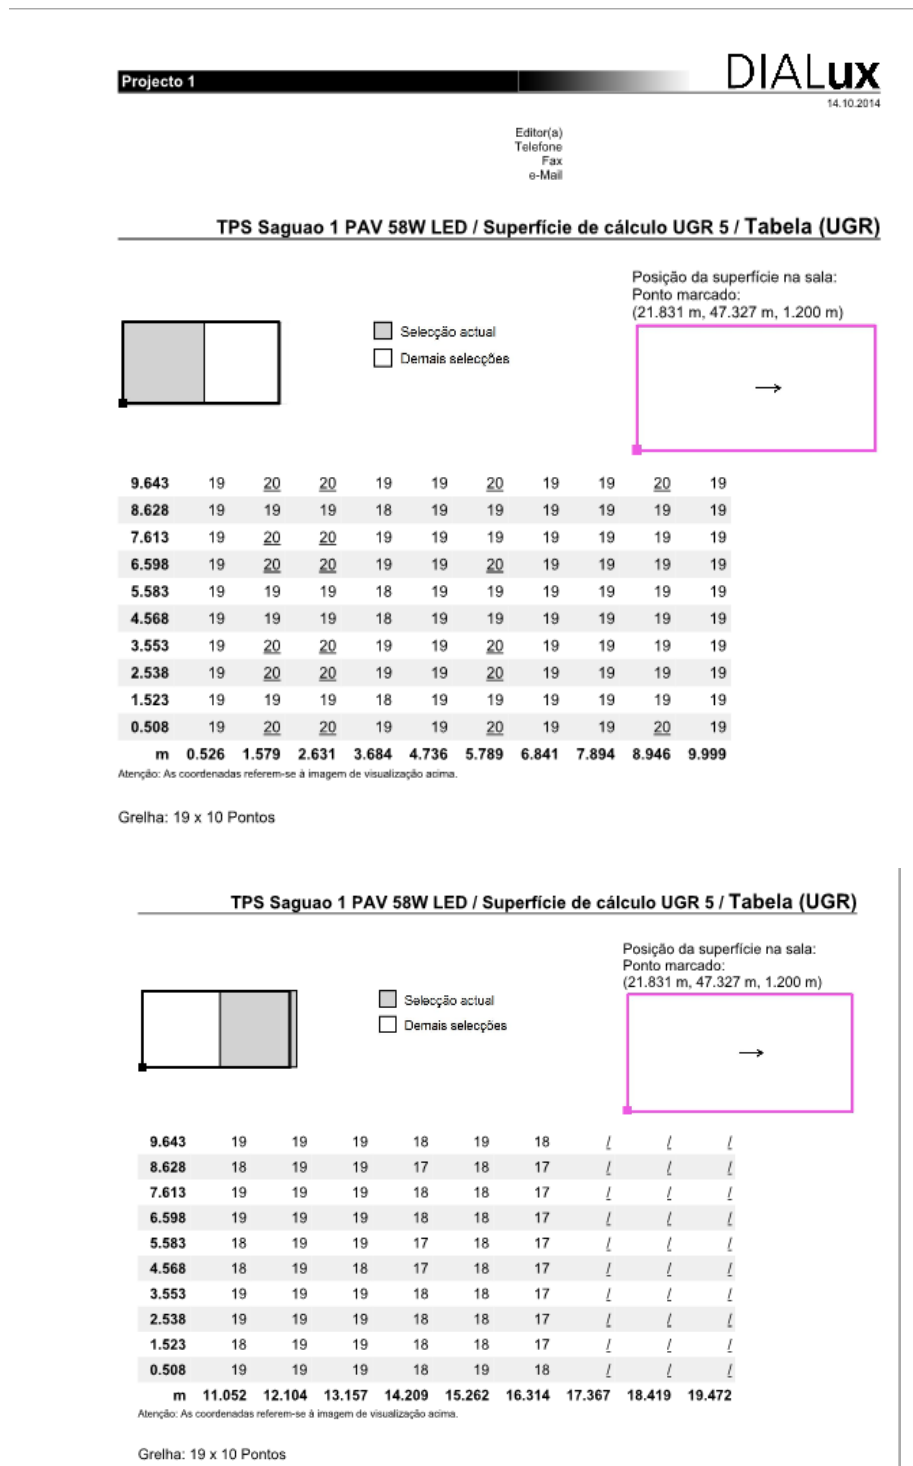 Projecto 1
DIALux
14.10.2014
Editor(a)
Telefone
Fax
e-Mail
TPS Saguao 1 PAV 58W LED / Superfície de cálculo UGR 5 / Tabela (UGR)
Posição da superfície na sala:
Ponto marcado:
(21.831 m, 47.327 m, 1.200 m)
Selecção actual
Demais selecções
9.643 19 20 20 19 19 20 19 19 20 19
8.628 19 19 19 18 19 19 19 19 19 19
7.613 19 20 20 19 19 19 19 19 19 19
6.598 19 20 20 19 19 20 19 19 19 19
5.583 19 19 19 18 19 19 19 19 19 19
4.568 19 19 19 18 19 19 19 19 19 19
3.553 19 20 20 19 19 20 19 19 19 19
2.538 19 20 20 19 19 20 19 19 19 19
1.523 19 19 19 18 19 19 19 19 19 19
0.508 19 20 20 19 19 20 19 19 20 19
m 0.526 1.579 2.631 3.684 4.736 5.789 6.841 7.894 8.946 9.999
Atenção: As coordenadas referem-se à imagem de visualização acima.
Grelha: 19 x 10 Pontos
TPS Saguao 1 PAV 58W LED / Superfície de cálculo UGR 5 / Tabela (UGR)
Posição da superfície na sala:
Ponto marcado:
(21.831 m, 47.327 m, 1.200 m)
Selecção actual
Demais selecções
9.643 19 19 19 18 19 18 / / /
8.628 18 19 19 17 18 17 / / /
7.613 19 19 19 18 18 17 / / /
6.598 19 19 19 18 18 17 / / /
5.583 18 19 19 17 18 17 / / /
4.568 18 19 18 17 18 17 / / /
3.553 19 19 19 18 18 17 / / /
2.538 19 19 19 18 18 17 / / /
1.523 18 19 19 18 18 17 / / /
0.508 19 19 19 18 19 18 / / /
m 11.052 12.104 13.157 14.209 15.262 16.314 17.367 18.419 19.472
Atenção: As coordenadas referem-se à imagem de visualização acima.
Grelha: 19 x 10 Pontos